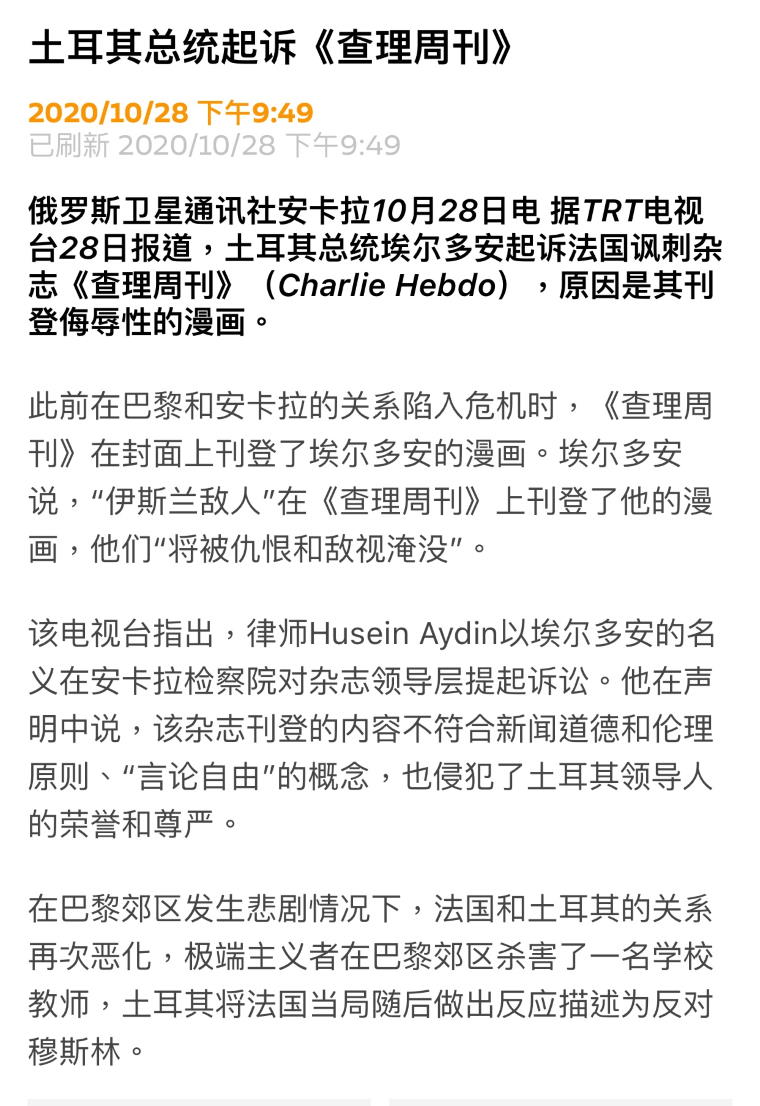 土耳其总统起诉《查理周刊》
2020/10/28 下午9:49
已刷新 2020/10/28 下午9:49
俄罗斯卫星通讯社安卡拉10月28日电 据TRT电视
台28日报道，土耳其总统埃尔多安起诉法国讽刺杂
志《查理周刊》（Charlie Hebdo），原因是其刊
登侮辱性的漫画。
此前在巴黎和安卡拉的关系陷入危机时，《查理周
刊》在封面上刊登了埃尔多安的漫画。埃尔多安
说，“伊斯兰敌人”在《查理周刊》上刊登了他的漫
画，他们“将被仇恨和敌视淹没”。
该电视台指出，律师Husein Aydin以埃尔多安的名
义在安卡拉检察院对杂志领导层提起诉讼。他在声
明中说，该杂志刊登的内容不符合新闻道德和伦理
原则、“言论自由”的概念，也侵犯了土耳其领导人
的荣誉和尊严。
在巴黎郊区发生悲剧情况下，法国和土耳其的关系
再次恶化，极端主义者在巴黎郊区杀害了一名学校
教师，土耳其将法国当局随后做出反应描述为反对
穆斯林。